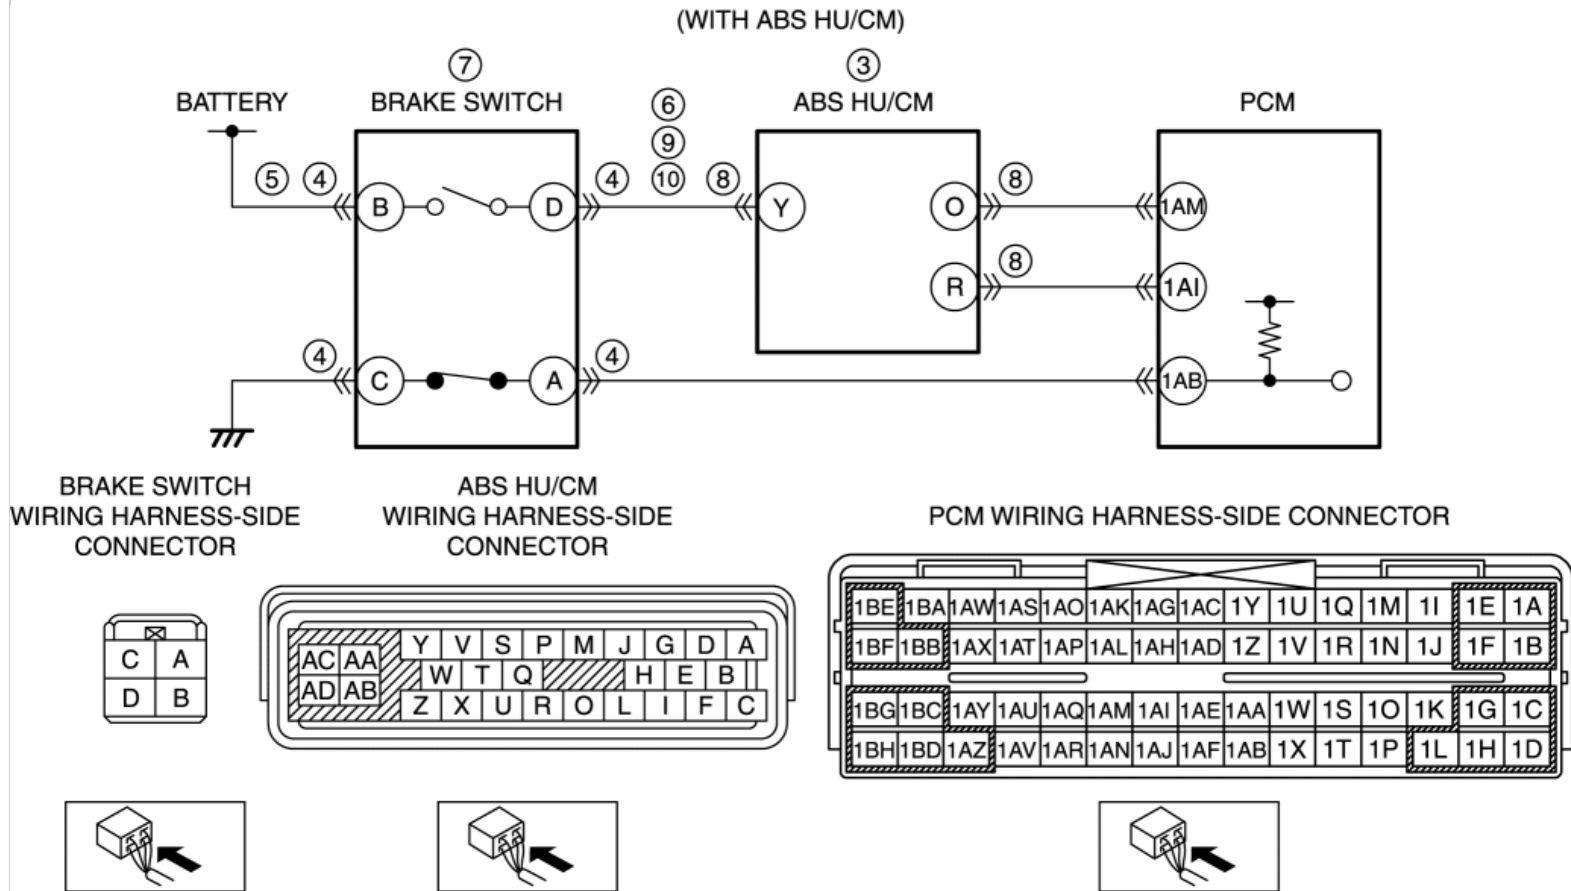 (WITH ABS HU/CM)
⑦ ③
BATTERY BRAKE SWITCH ⑥ ABS HU/CM PCM
⑨
⑤ ④ ④ ⑩ ⑧ ⑧
B D Y O 1AM
⑧
R 1AI
④ ④
C A 1AB
BRAKE SWITCH
WIRING HARNESS-SIDE
CONNECTOR
ABS HU/CM
WIRING HARNESS-SIDE
CONNECTOR
PCM WIRING HARNESS-SIDE CONNECTOR
C A
D B
Y V S P M J G D A
AC AA
W T Q H E B
AD AB
Z X U R O L I F C
1BE 1BA 1AW 1AS 1AO 1AK 1AG 1AC 1Y 1U 1Q 1M 1I 1E 1A
1BF 1BB 1AX 1AT 1AP 1AL 1AH 1AD 1Z 1V 1R 1N 1J 1F 1B
1BG 1BC 1AY 1AU 1AQ 1AM 1AI 1AE 1AA 1W 1S 1O 1K 1G 1C
1BH 1BD 1AZ 1AV 1AR 1AN 1AJ 1AF 1AB 1X 1T 1P 1L 1H 1D